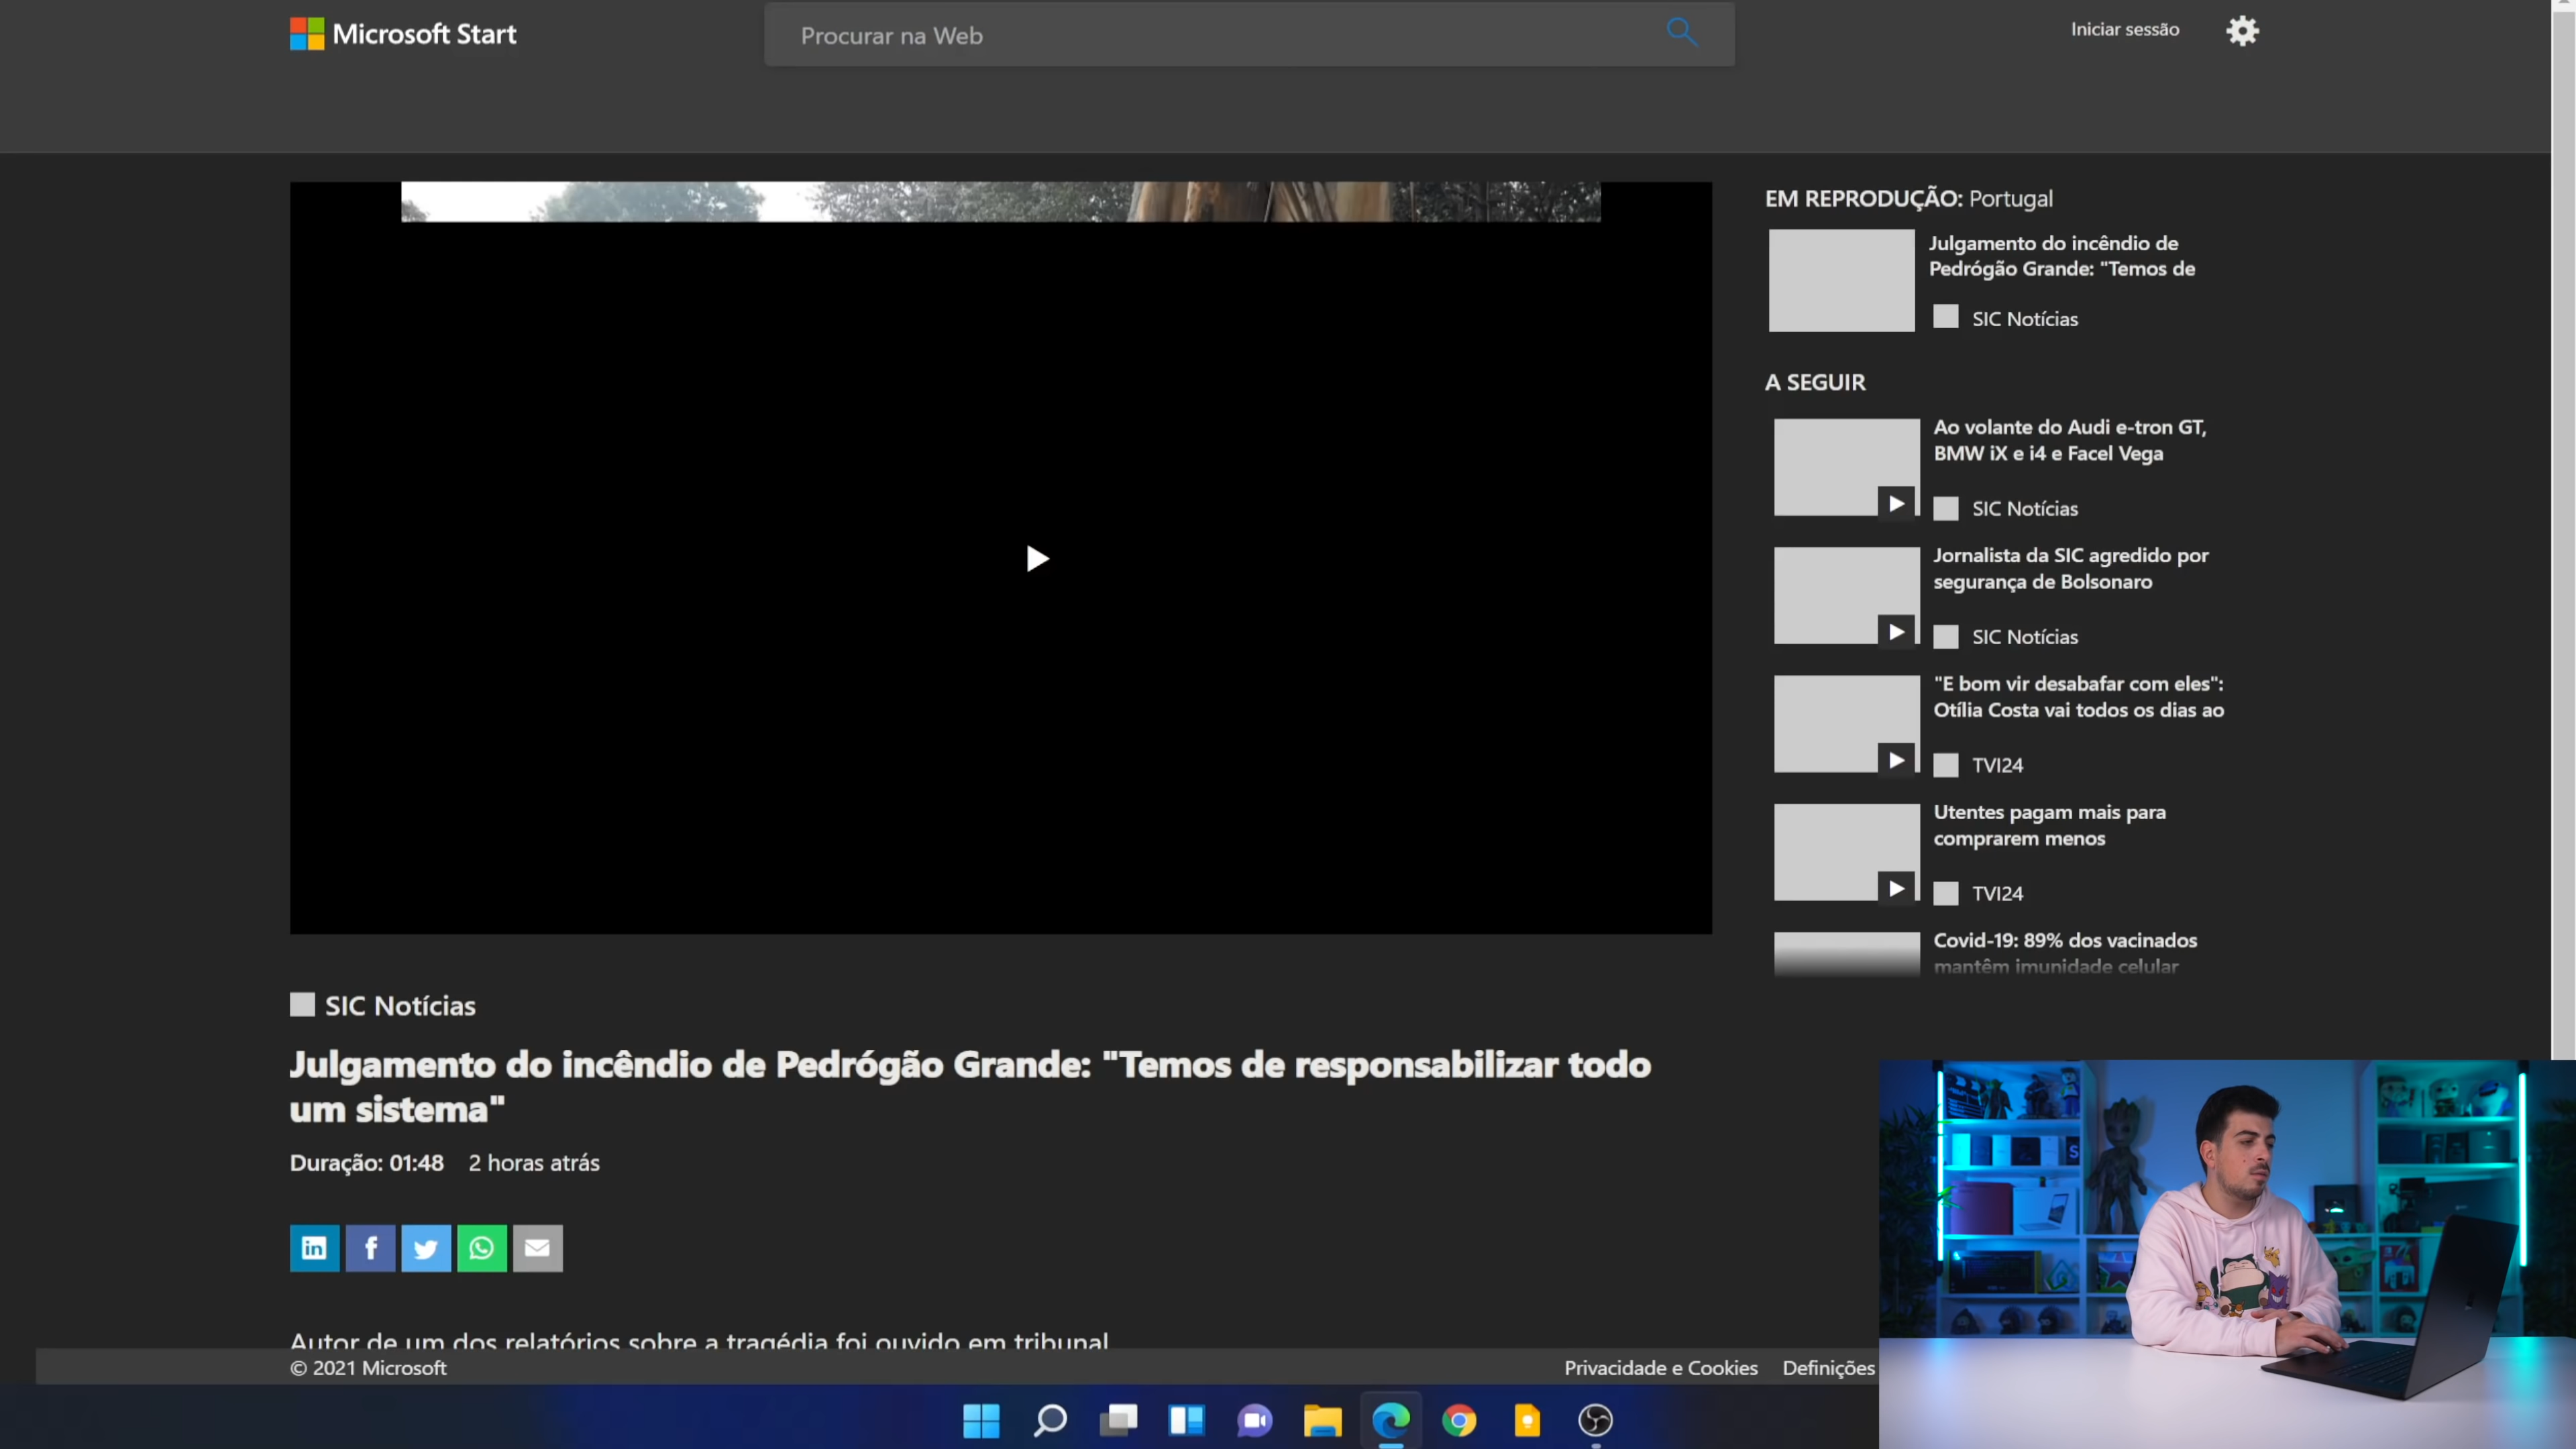 Microsoft Start
Procurar na Web
Iniciar sessão
EM REPRODUÇÃO: Portugal
Julgamento do incêndio de
Pedrógão Grande: "Temos de
SIC Notícias
A SEGUIR
Ao volante do Audi e-tron GT,
BMW iX e i4 e Facel Vega
SIC Notícias
Jornalista da SIC agredido por
segurança de Bolsonaro
SIC Notícias
"E bom vir desabafar com eles":
Otília Costa vai todos os dias ao
TVI24
Utentes pagam mais para
comprarem menos
TVI24
Covid-19: 89% dos vacinados
mantêm imunidade celular
SIC Notícias
Julgamento do incêndio de Pedrógão Grande: "Temos de responsabilizar todo
um sistema"
Duração: 01:48 2 horas atrás
in f
Autor de um dos relatórios sobre a tragédia foi ouvido em tribunal
© 2021 Microsoft
Privacidade e Cookies Definições